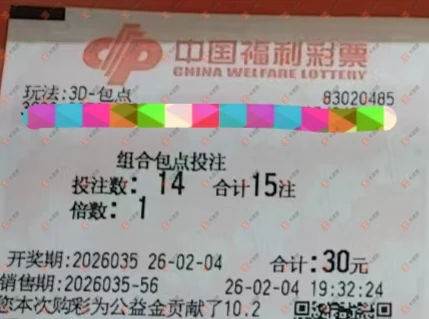 中国福利彩票
CHINA WELFARE LOTTERY
玩法:3D-包点 83020485
组合包点投注
投注数: 14 合计15注
倍数: 1
开奖期:2026035 26-02-04 合计:30元
销售期:2026035-56 26-02-04 19:32:24
您本次购彩为公益金贡献了10.2